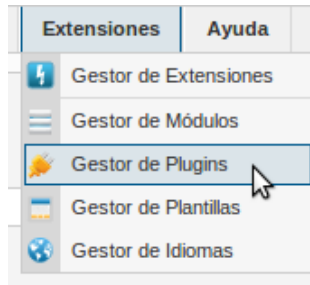 Extensiones Ayuda
Gestor de Extensiones
Gestor de Módulos
Gestor de Plugins
Gestor de Plantillas
Gestor de Idiomas